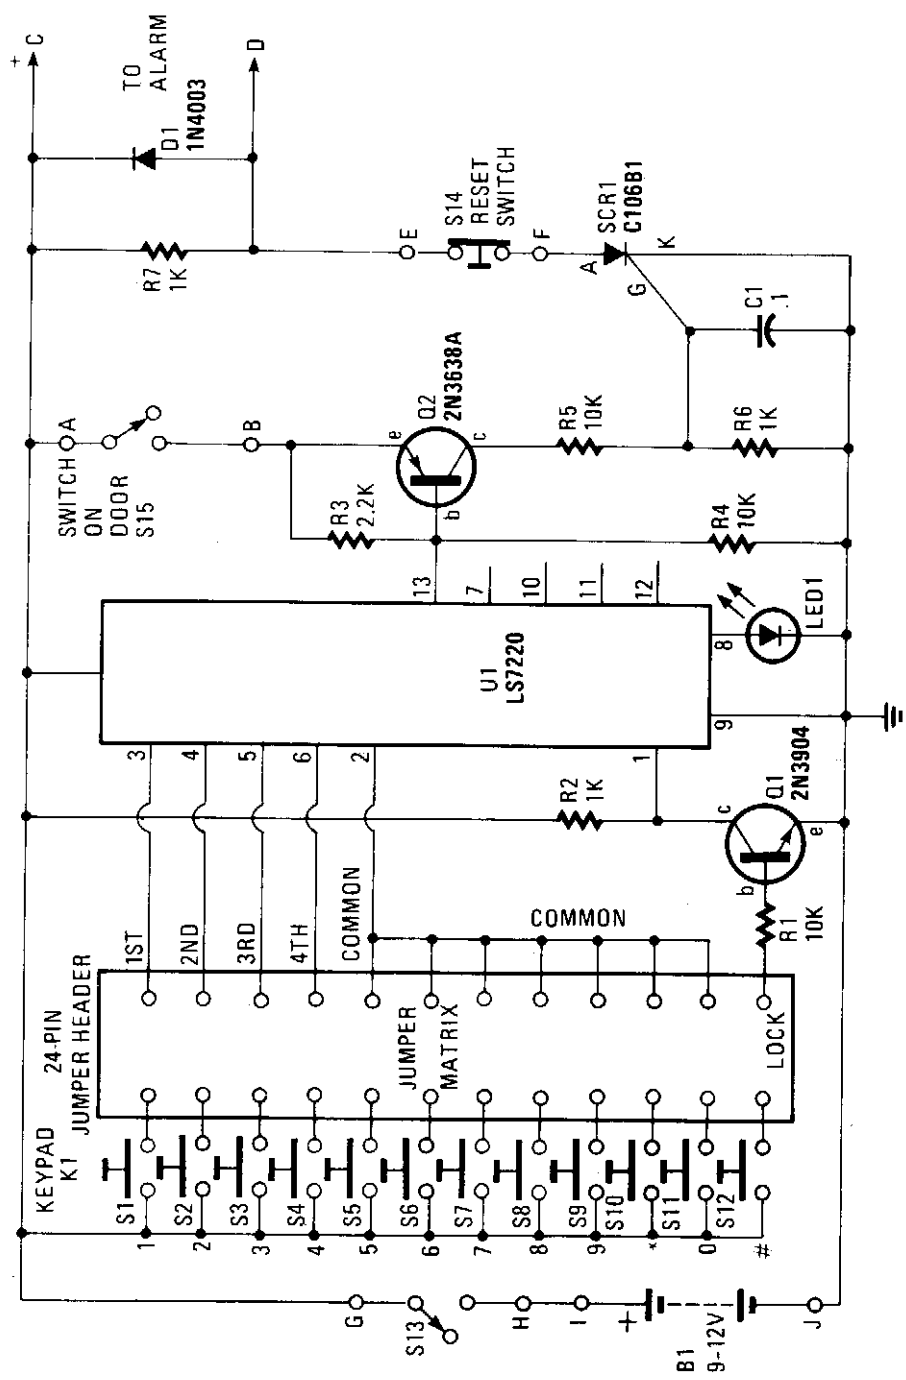 +
C
TO
ALARM
D
D1
1N4003
R7
1K
E
S14
RESET
SWITCH
F
A
SCR1
C106B1
G
K
C1
.1
A
SWITCH
ON
DOOR
S15
B
e
Q2
2N3638A
b
c
R3
2.2K
R5
10K
R6
1K
R4
10K
13
7
10
11
12
U1
LS7220
8
LED1
9
3
4
5
6
2
1
R2
1K
c
Q1
2N3904
b
e
R1
10K
1ST
2ND
3RD
4TH
COMMON
COMMON
24-PIN
JUMPER HEADER
JUMPER
MATRIX
LOCK
KEYPAD
K1
S1
S2
S3
S4
S5
S6
S7
S8
S9
S10
S11
S12
1
2
3
4
5
6
7
8
9
*
0
#
G
S13
H
I
+
B1
9-12V
J